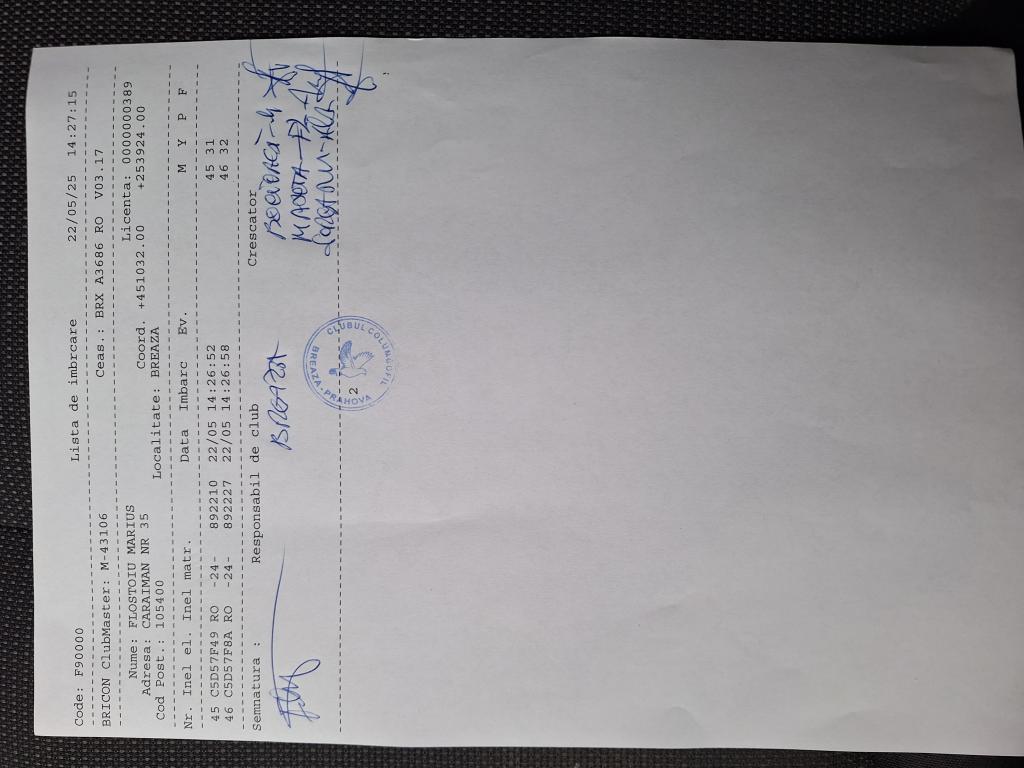 Code: F90000 Lista de imbrcare 22/05/25 14:27:15
BRICON ClubMaster: M-43106 Ceas.: BRX A3686 RO V03.17
Nume: FLOSTOIU MARIUS Licenta: 0000000389
Adresa: CARAIMAN NR 35 Coord. +451032.00 +253924.00
Cod Post.: 105400 Localitate: BREAZA
Nr. Inel el. Inel matr. Data Imbarc Ev. M Y P F
45 C5D57F49 RO -24- 892210 22/05 14:26:52 45 31
46 C5D57F8A RO -24- 892227 22/05 14:26:58 46 32
Semnatura : Responsabil de club Crescator
BREAZA
CLUBUL COLUMBOFIL
BREAZA - PRAHOVA
2